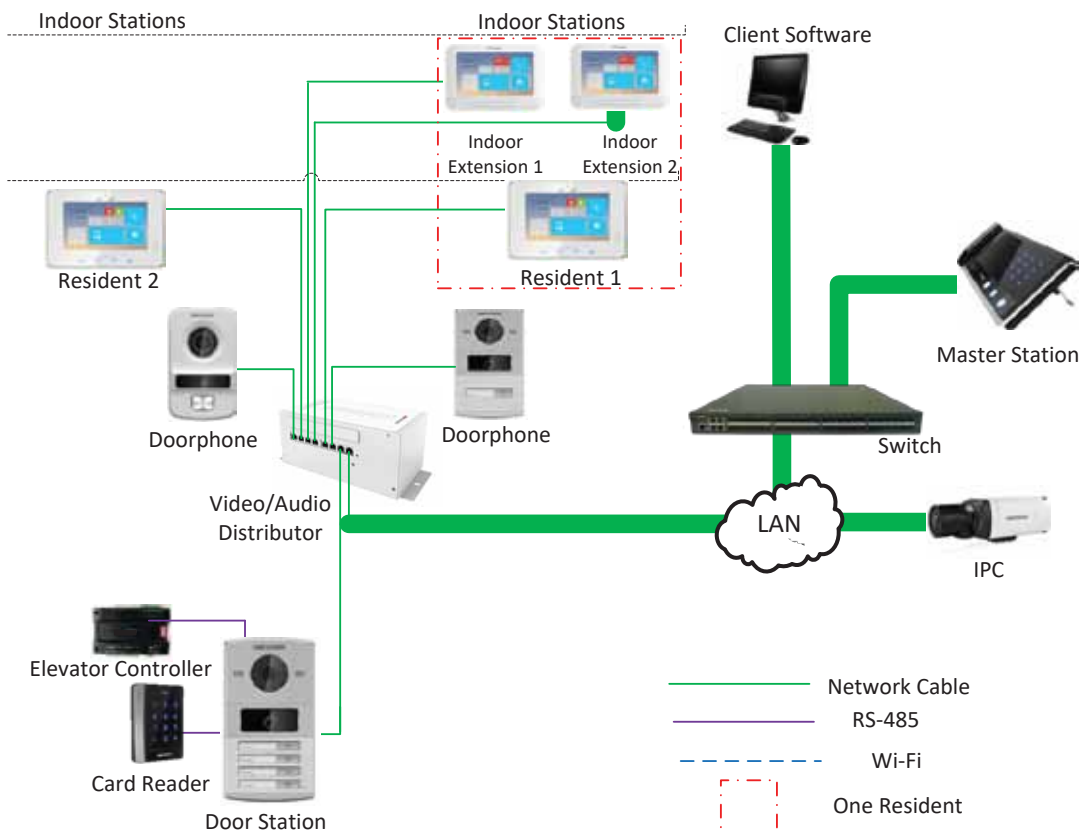 Indoor Stations
Indoor Stations
Client Software
Indoor
Extension 1
Indoor
Extension 2
Resident 2
Resident 1
Master Station
Doorphone
Doorphone
Switch
Video/Audio
Distributor
LAN
IPC
Elevator Controller
Card Reader
Door Station
Network Cable
RS-485
Wi-Fi
One Resident